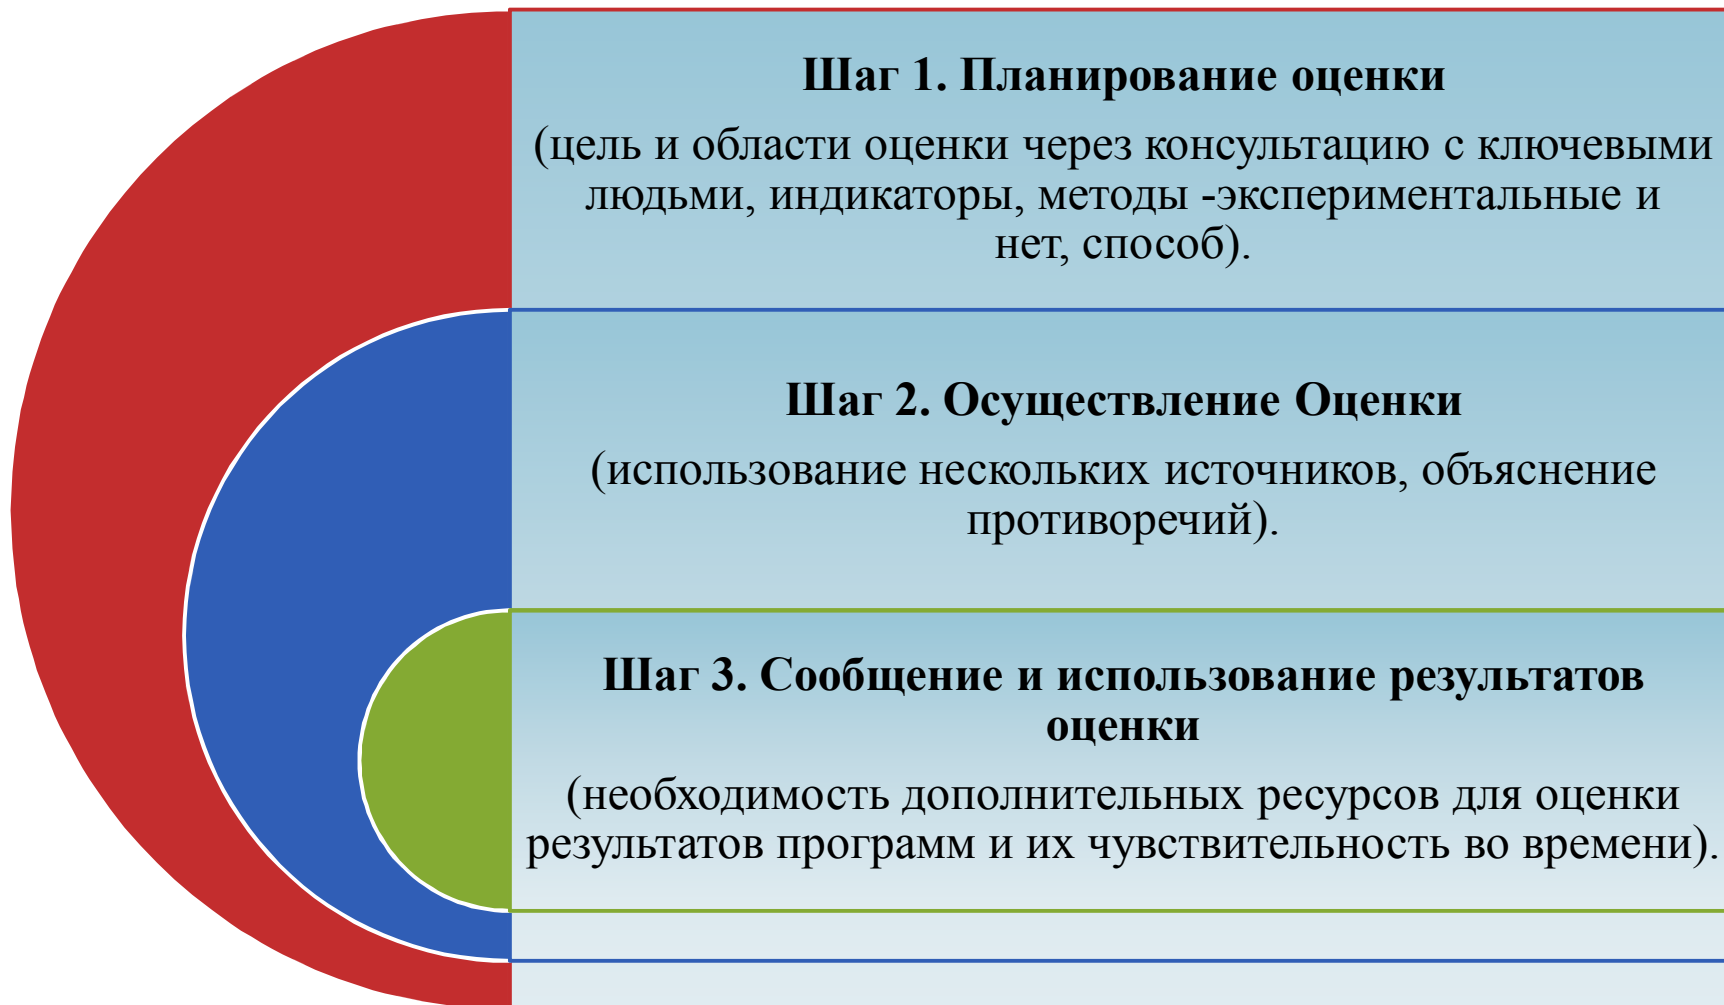 Шаг 1. Планирование оценки
(цель и области оценки через консультацию с ключевыми
людьми, индикаторы, методы -экспериментальные и
нет, способ).
Шаг 2. Осуществление Оценки
(использование нескольких источников, объяснение
противоречий).
Шаг 3. Сообщение и использование результатов
оценки
(необходимость дополнительных ресурсов для оценки
результатов программ и их чувствительность во времени).